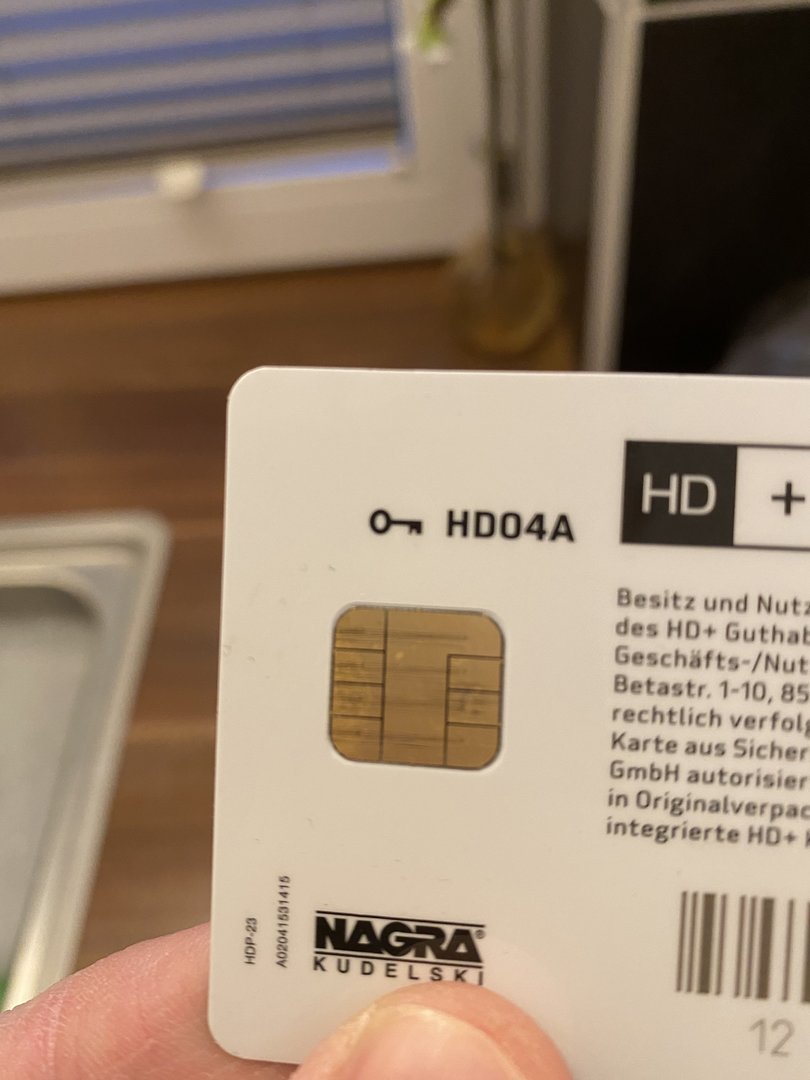 HD +
HD04A
Besitz und Nutz
des HD+ Guthab
Geschäfts-/Nut
Betastr. 1-10, 85
rechtlich verfolg
Karte aus Sicher
GmbH autorisier
in Originalverpac
integrierte HD+
HDP-23
A02041531415
NAGRA®
KUDELSKI
12